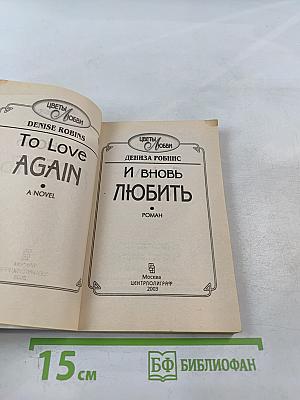 ЦВЕТЫ ЛЮБВИ
DENISE ROBINS
To Love
AGAIN
A NOVEL
ЦВЕТЫ ЛЮБВИ
ДЕНИЗА РОБИНС
И ВНОВЬ
ЛЮБИТЬ
РОМАН
Москва
ЦЕНТРПОЛИГРАФ
2003
15 см
БФ БИБЛИОФАН